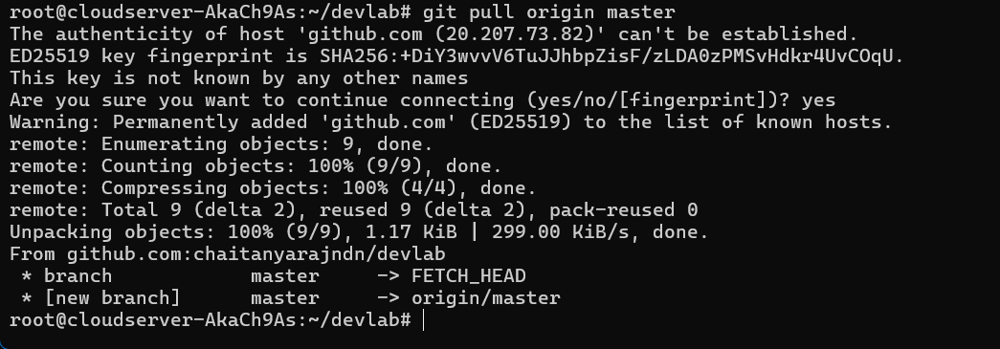 root@cloudserver-AkaCh9As:~/devlab# git pull origin master
The authenticity of host 'github.com (20.207.73.82)' can't be established.
ED25519 key fingerprint is SHA256:+DiY3wvvV6TuJJhbpZisF/zLDA0zPMSvHdkr4UvCOqU.
This key is not known by any other names
Are you sure you want to continue connecting (yes/no/[fingerprint])? yes
Warning: Permanently added 'github.com' (ED25519) to the list of known hosts.
remote: Enumerating objects: 9, done.
remote: Counting objects: 100% (9/9), done.
remote: Compressing objects: 100% (4/4), done.
remote: Total 9 (delta 2), reused 9 (delta 2), pack-reused 0
Unpacking objects: 100% (9/9), 1.17 KiB | 299.00 KiB/s, done.
From github.com:chaitanyarajndn/devlab
 * branch            master     -> FETCH_HEAD
 * [new branch]      master     -> origin/master
root@cloudserver-AkaCh9As:~/devlab#